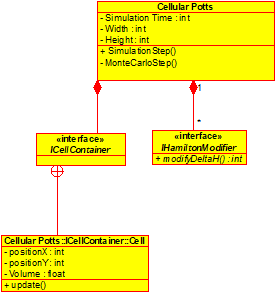 Cellular Potts
- Simulation Time : int
- Width : int
- Height : int
+ SimulationStep()
- MonteCarloStep()
1
*
«interface»
ICellContainer
«interface»
IHamiltonModifier
+ modifyDeltaH() : int
Cellular Potts::ICellContainer::Cell
- positionX : int
- positionY: int
- Volume : float
+ update()